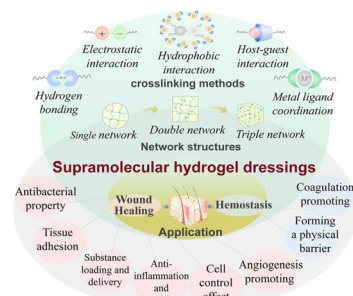 Electrostatic
interaction
Hydrophobic
interaction
Host-guest
interaction
crosslinking methods
Hydrogen
bonding
Metal ligand
coordination
Single network
Double network
Triple network
Network structures
Supramolecular hydrogel dressings
Antibacterial
property
Wound
Healing
Hemostasis
Application
Coagulation
promoting
Tissue
adhesion
Forming
a physical
barrier
Substance
loading and
delivery
Anti-
inflammation
and
Cell
control
effect
Angiogenesis
promoting